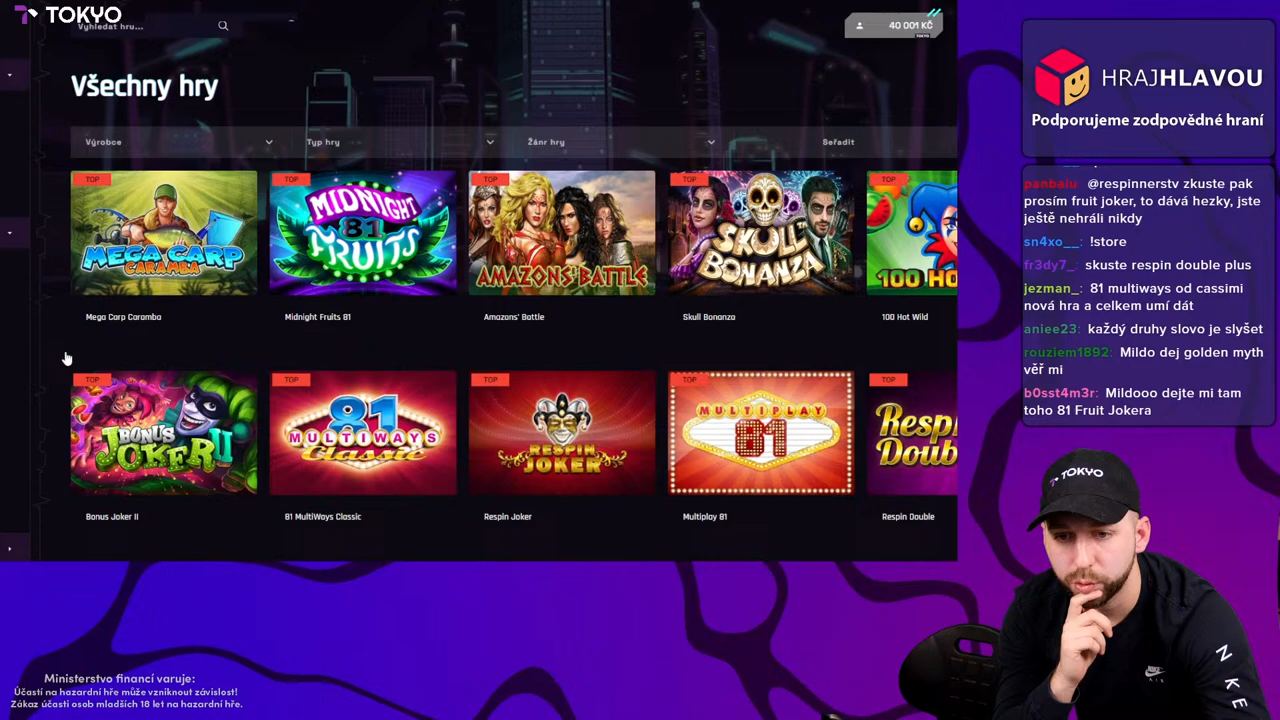 TOKYO
Vyhledat hru...
40 001 KČ
TOKYO
Všechny hry
Výrobce
Typ hry
Žánr hry
Seřadit
TOP
TOP
TOP
TOP
TOP
MEGA CARP
CARAMBA
MIDNIGHT
81
FRUITS
AMAZONS' BATTLE
SKULL
BONANZA
100 HO
Mega Carp Caramba
Midnight Fruits 81
Amazons' Battle
Skull Bonanza
100 Hot Wild
TOP
TOP
TOP
TOP
TOP
BONUS
JOKER II
81
MULTIWAYS
Classic
RESPIN
JOKER
MULTIPLAY
81
Resp
Doub
Bonus Joker II
81 MultiWays Classic
Respin Joker
Multiplay 81
Respin Double
Ministerstvo financí varuje:
Účastí na hazardní hře může vzniknout závislost!
Zákaz účasti osob mladších 18 let na hazardní hře.
HRAJHLAVOU
Podporujeme zodpovědné hraní
panbalu @respinnerstv zkuste pak
prosím fruit joker, to dává hezky, jste
ještě nehráli nikdy
sn4xo__: !store
fr3dy7_: skuste respin double plus
jezman_: 81 multiways od cassimi
nová hra a celkem umí dát
aniee23: každý druhy slovo je slyšet
rouziem1892: Mildo dej golden myth
věř mi
b0sst4m3r: Mildooo dejte mi tam
toho 81 Fruit Jokera
TOKYO
NIKE
AIR
N K E